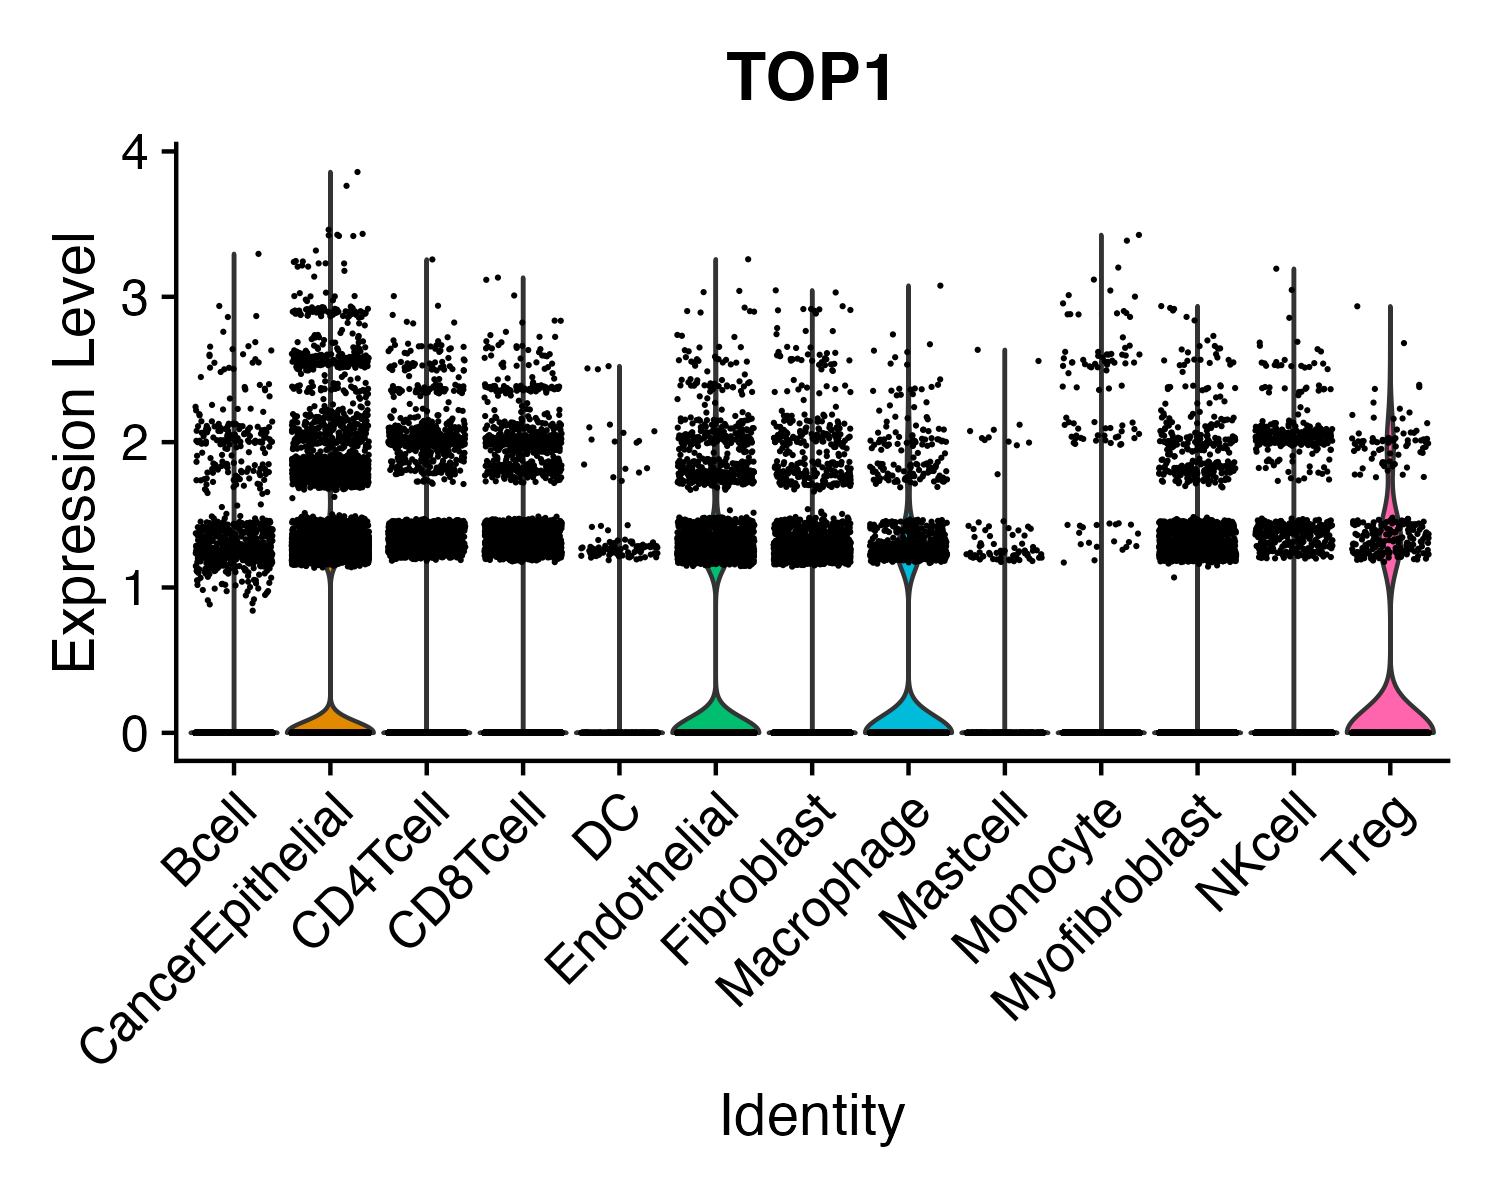 TOP1
Expression Level
4
3
2
1
0
Bcell
CancerEpithelial
CD4Tcell
CD8Tcell
DC
Endothelial
Fibroblast
Macrophage
Mastcell
Monocyte
Myofibroblast
NKcell
Treg
Identity